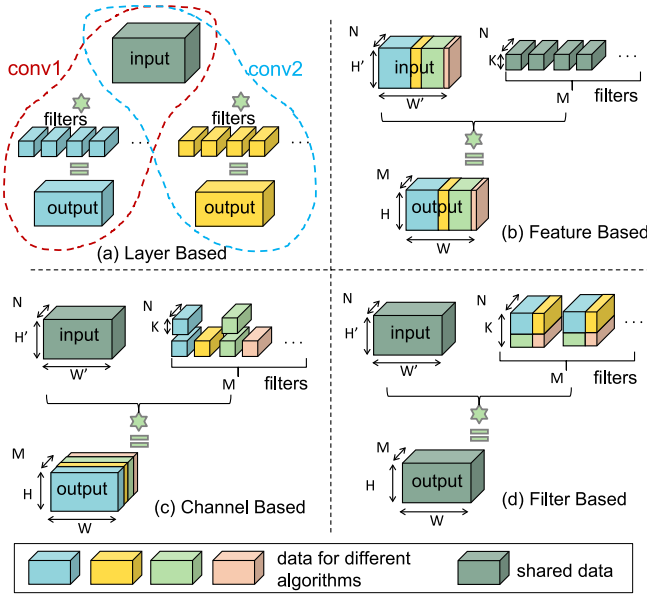 input
conv1
conv2
filters
filters
...
...
output
output
(a) Layer Based
N
H'
input
W'
K
...
M
filters
M
H
output
W
(b) Feature Based
N
H'
input
W'
N
K
...
M
filters
M
H
output
W
(c) Channel Based
N
H'
input
W'
N
K
...
M
filters
M
H
output
W
(d) Filter Based
data for different
algorithms
shared data